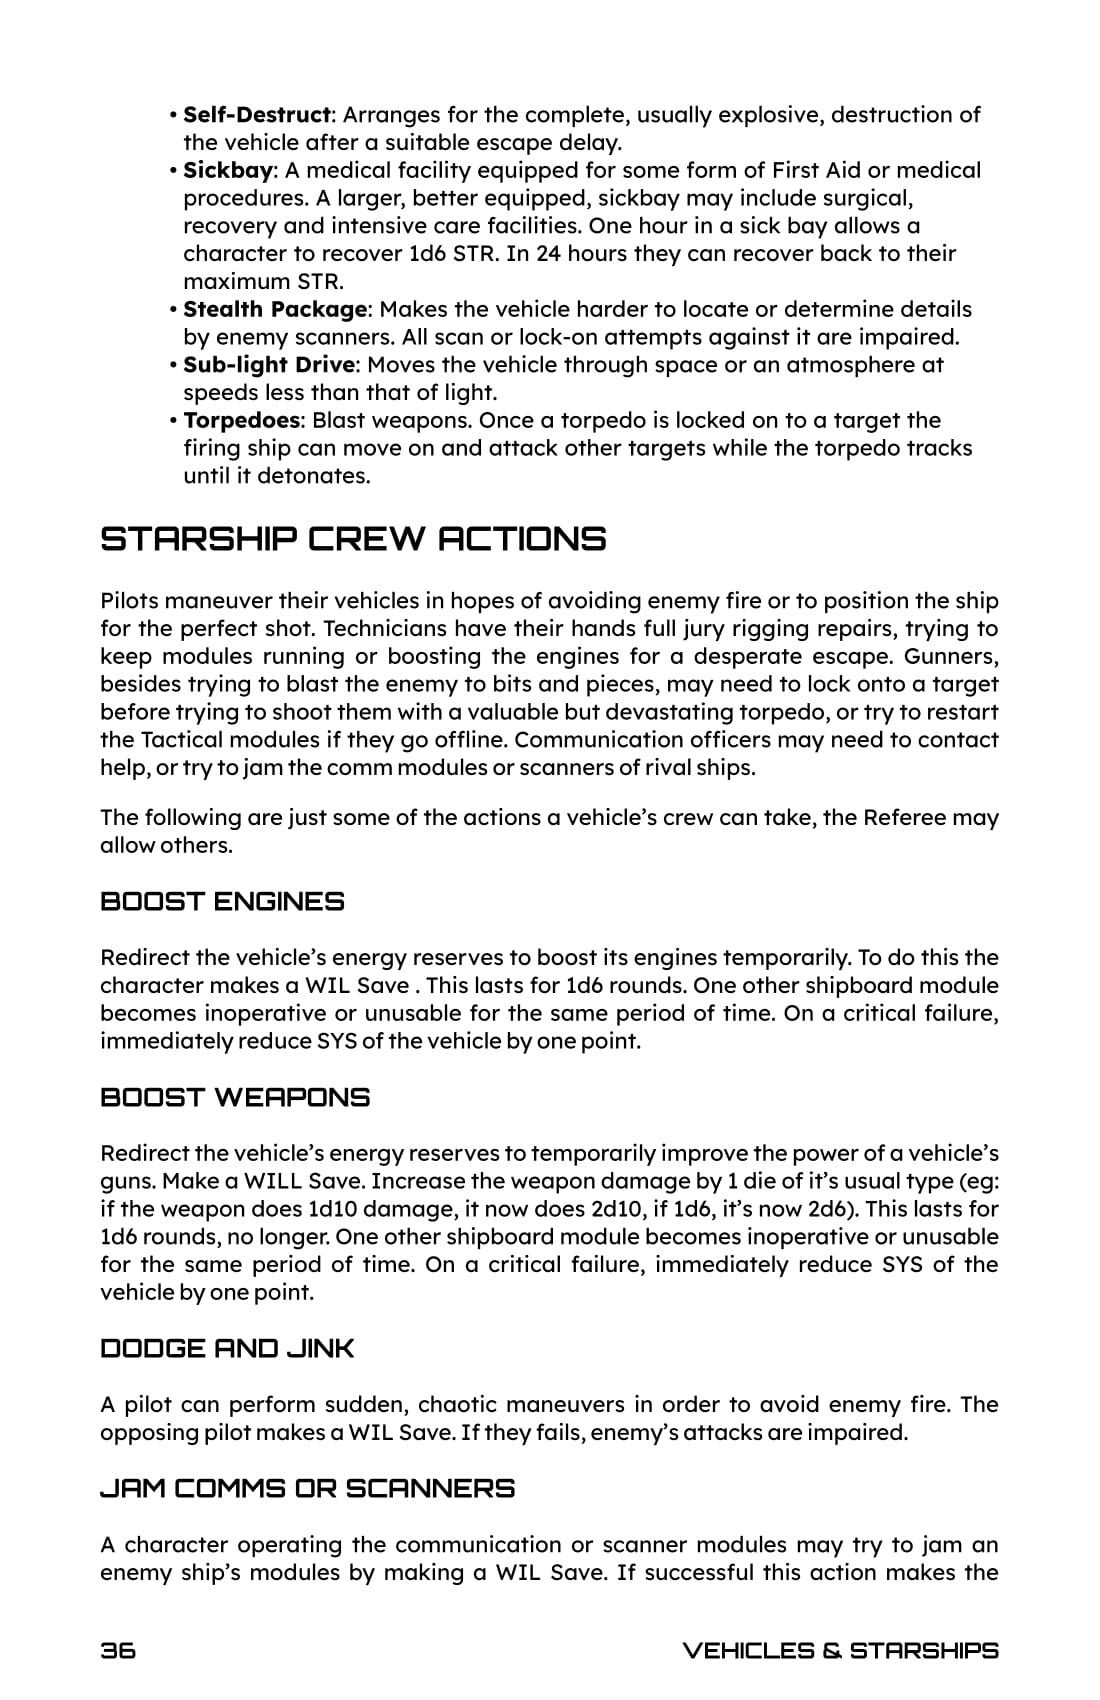 • Self-Destruct: Arranges for the complete, usually explosive, destruction of
the vehicle after a suitable escape delay.
• Sickbay: A medical facility equipped for some form of First Aid or medical
procedures. A larger, better equipped, sickbay may include surgical,
recovery and intensive care facilities. One hour in a sick bay allows a
character to recover 1d6 STR. In 24 hours they can recover back to their
maximum STR.
• Stealth Package: Makes the vehicle harder to locate or determine details
by enemy scanners. All scan or lock-on attempts against it are impaired.
• Sub-light Drive: Moves the vehicle through space or an atmosphere at
speeds less than that of light.
• Torpedoes: Blast weapons. Once a torpedo is locked on to a target the
firing ship can move on and attack other targets while the torpedo tracks
until it detonates.
STARSHIP CREW ACTIONS
Pilots maneuver their vehicles in hopes of avoiding enemy fire or to position the ship
for the perfect shot. Technicians have their hands full jury rigging repairs, trying to
keep modules running or boosting the engines for a desperate escape. Gunners,
besides trying to blast the enemy to bits and pieces, may need to lock onto a target
before trying to shoot them with a valuable but devastating torpedo, or try to restart
the Tactical modules if they go offline. Communication officers may need to contact
help, or try to jam the comm modules or scanners of rival ships.
The following are just some of the actions a vehicle’s crew can take, the Referee may
allow others.
BOOST ENGINES
Redirect the vehicle’s energy reserves to boost its engines temporarily. To do this the
character makes a WIL Save . This lasts for 1d6 rounds. One other shipboard module
becomes inoperative or unusable for the same period of time. On a critical failure,
immediately reduce SYS of the vehicle by one point.
BOOST WEAPONS
Redirect the vehicle’s energy reserves to temporarily improve the power of a vehicle’s
guns. Make a WILL Save. Increase the weapon damage by 1 die of it’s usual type (eg:
if the weapon does 1d10 damage, it now does 2d10, if 1d6, it’s now 2d6). This lasts for
1d6 rounds, no longer. One other shipboard module becomes inoperative or unusable
for the same period of time. On a critical failure, immediately reduce SYS of the
vehicle by one point.
DODGE AND JINK
A pilot can perform sudden, chaotic maneuvers in order to avoid enemy fire. The
opposing pilot makes a WIL Save. If they fails, enemy’s attacks are impaired.
JAM COMMS OR SCANNERS
A character operating the communication or scanner modules may try to jam an
enemy ship’s modules by making a WIL Save. If successful this action makes the
36 VEHICLES & STARSHIPS